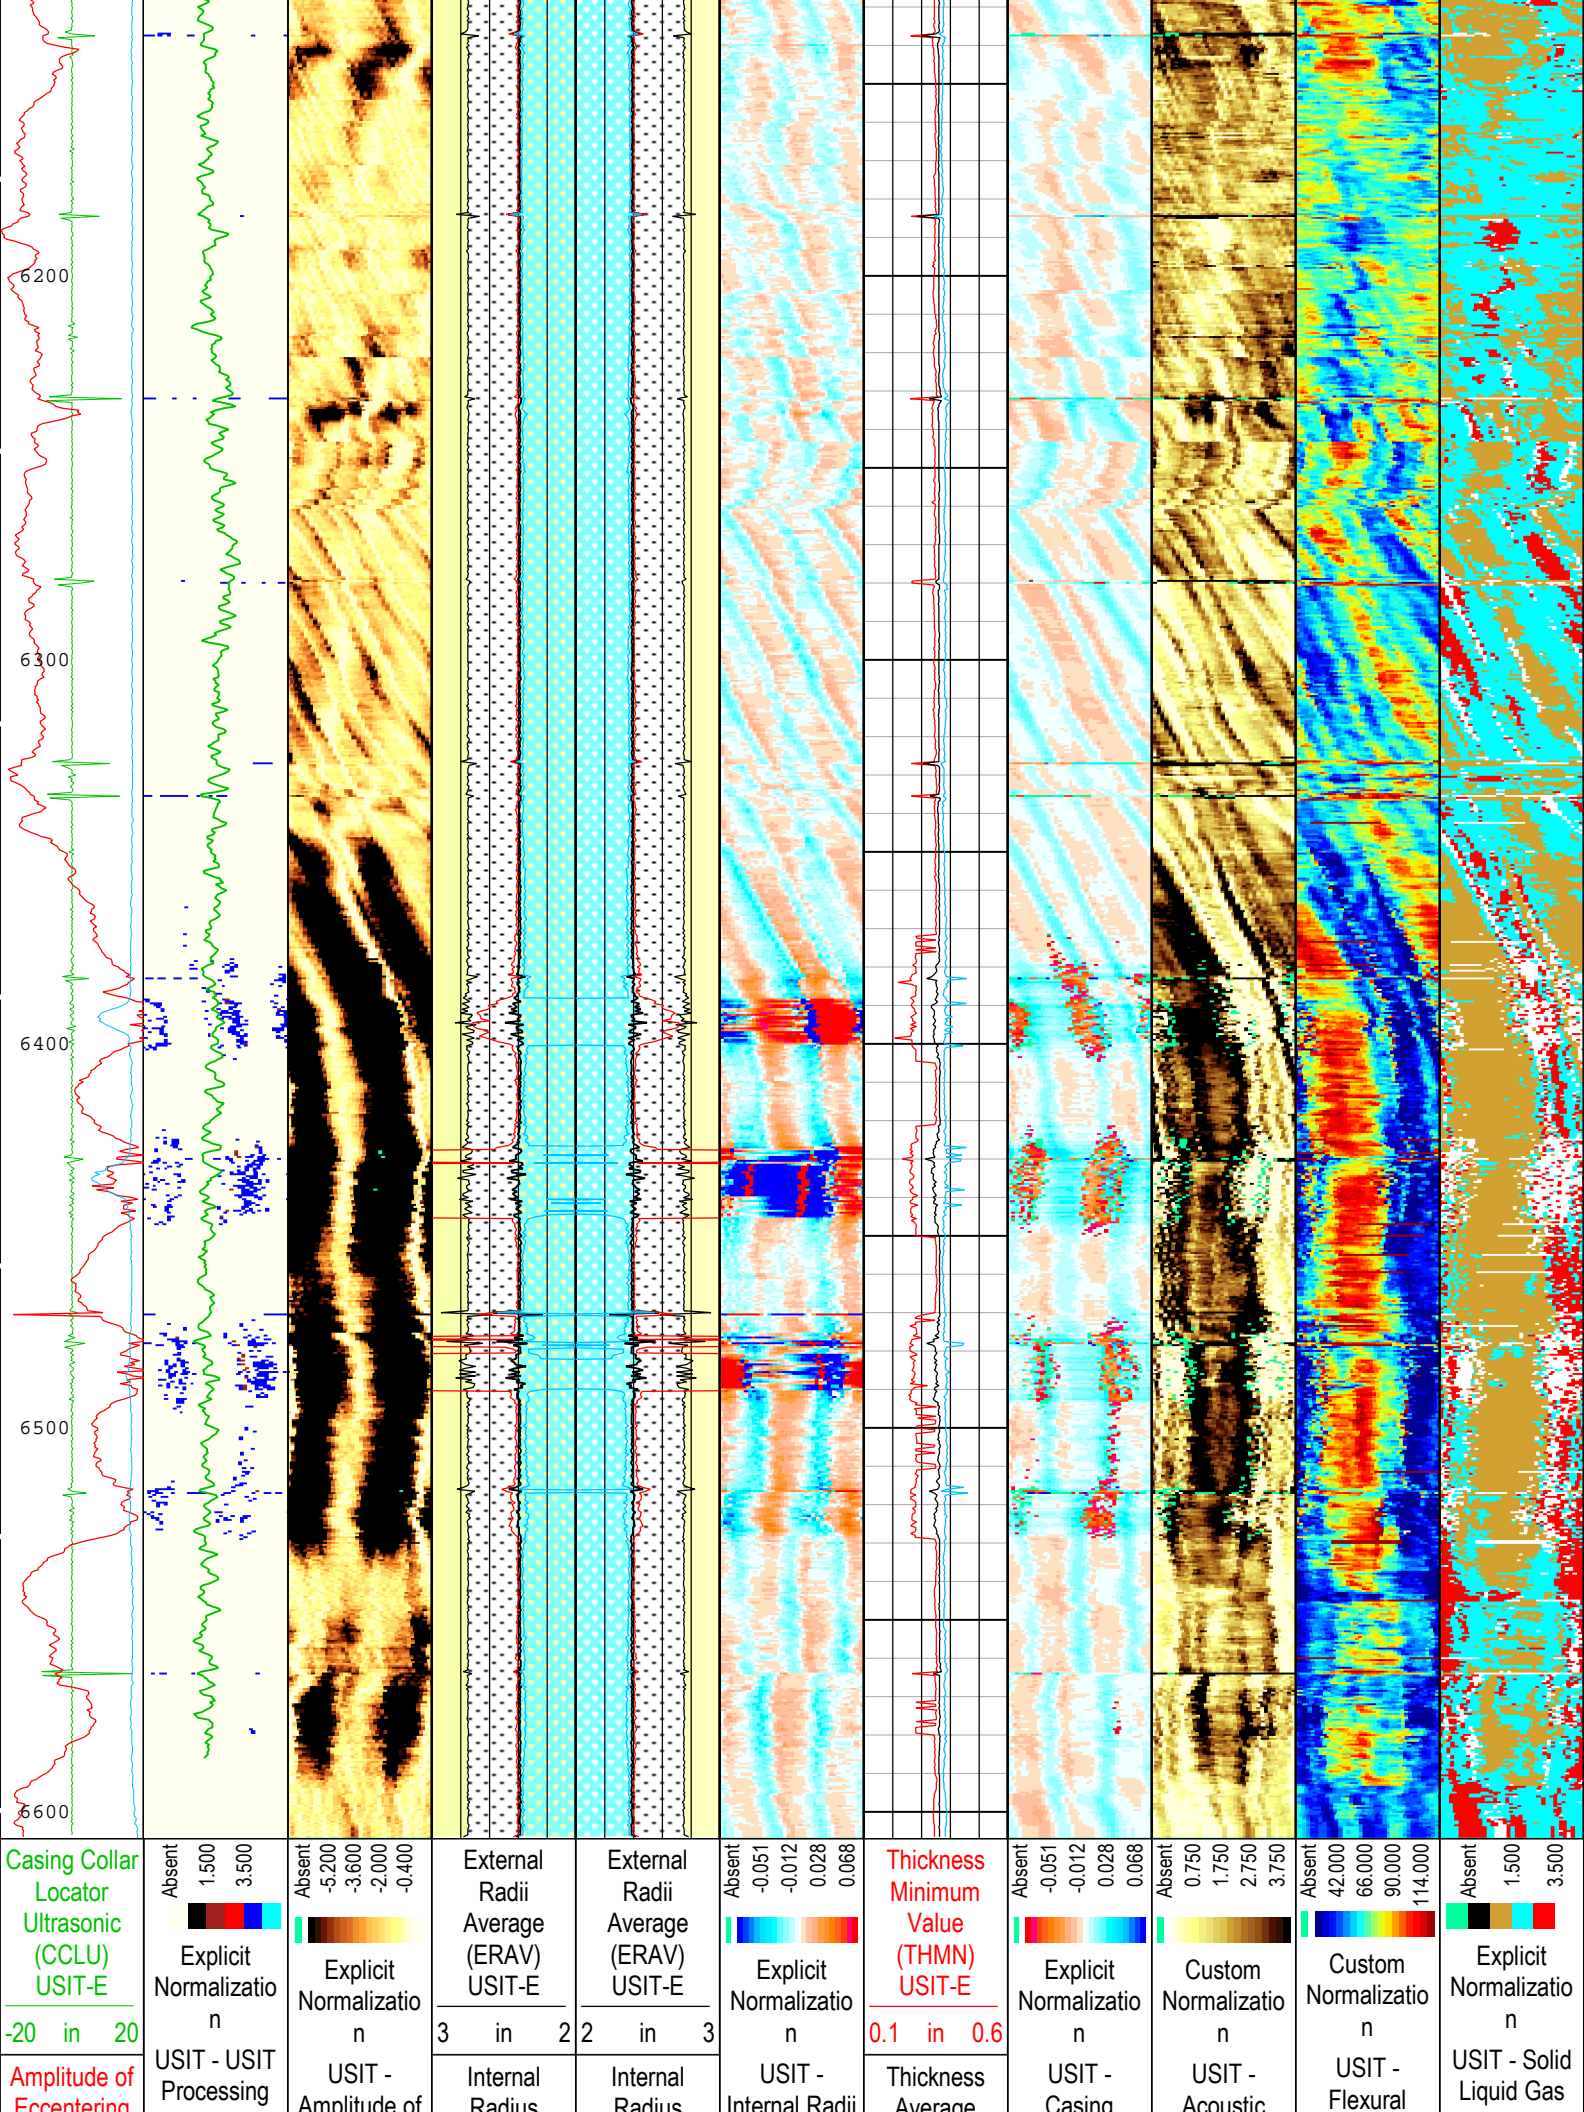 6200
6300
6400
6500
6600
Casing Collar
Locator
Ultrasonic
(CCLU)
USIT-E
-20 in 20
Amplitude of
Eccentering
Absent 1.500 3.500
Explicit
Normalizatio
n
USIT - USIT
Processing
Absent -5.200 -3.600 -2.000 -0.400
Explicit
Normalizatio
n
USIT -
Amplitude of
External
Radii
Average
(ERAV)
USIT-E
3 in 2
Internal
Radius
External
Radii
Average
(ERAV)
USIT-E
2 in 3
Internal
Radius
Absent -0.051 -0.012 0.028 0.068
Explicit
Normalizatio
n
USIT -
Internal Radii
Thickness
Minimum
Value
(THMN)
USIT-E
0.1 in 0.6
Thickness
Average
Absent -0.051 -0.012 0.028 0.068
Explicit
Normalizatio
n
USIT -
Casing
Absent 0.750 1.750 2.750 3.750
Custom
Normalizatio
n
USIT -
Acoustic
Absent 42.000 66.000 90.000 114.000
Custom
Normalizatio
n
USIT -
Flexural
Absent 1.500 3.500
Explicit
Normalizatio
n
USIT - Solid
Liquid Gas